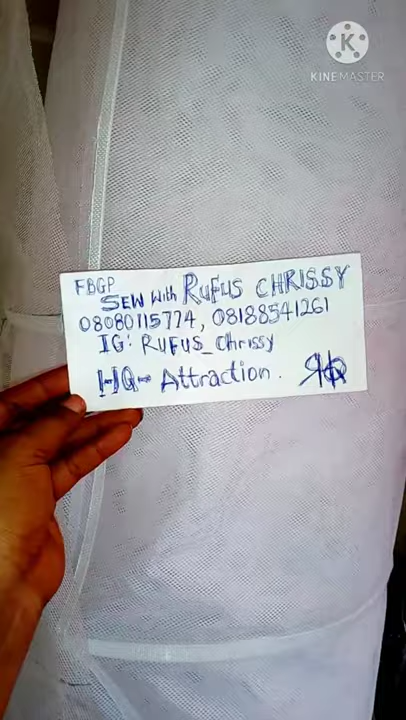 KINEMASTER
FBGP
SEW with RUFUS CHRISSY
08080115774, 08188541261
IG: RUFUS_Chrissy
HQ- Attraction.